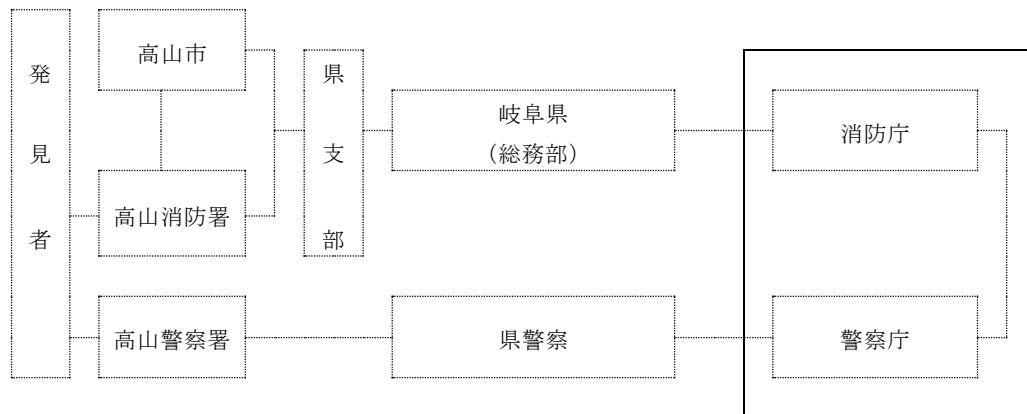 発見者
高山市
高山消防署
高山警察署
県支部
岐阜県
（総務部）
県警察
消防庁
警察庁